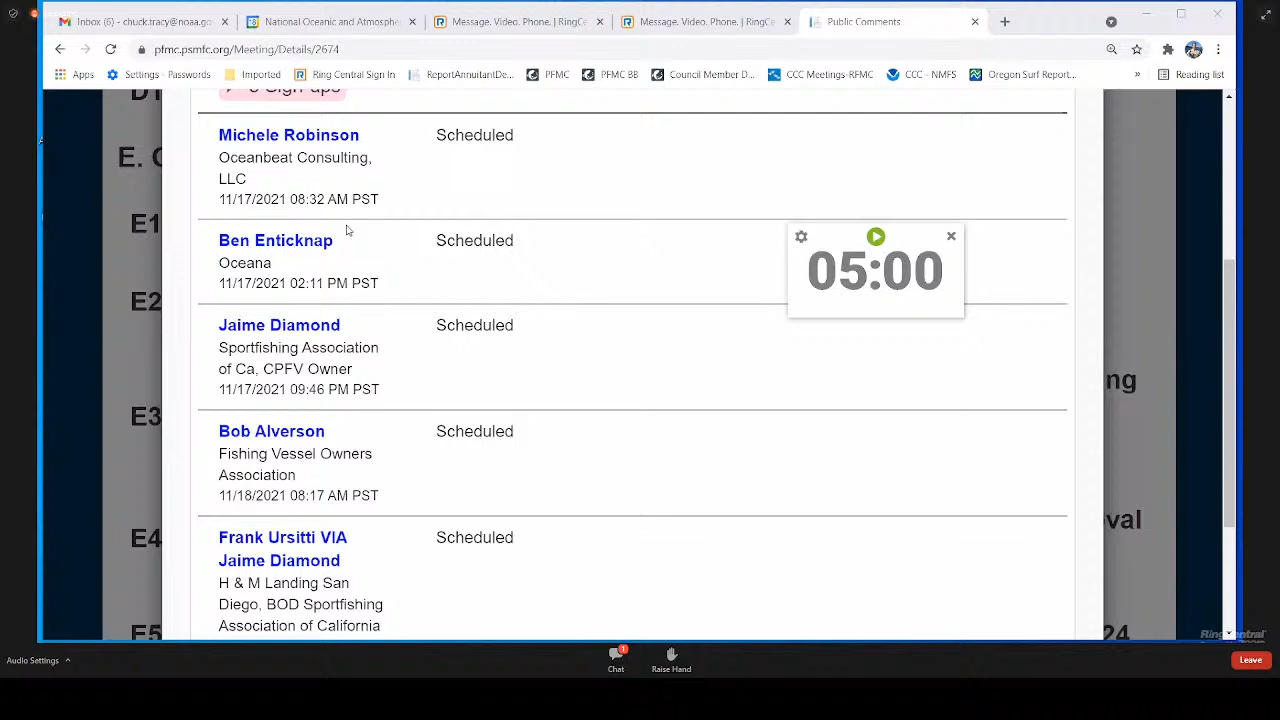 Inbox (6) - chuck.tracy@noaa.go
National Oceanic and Atmosphe
Message. Video. Phone. | RingCe
Message. Video. Phone. | RingCe
Public Comments
pfmc.psmfc.org/Meeting/Details/2674
Apps
Settings - Passwords
Imported
Ring Central Sign In
ReportAnnuitantDe...
PFMC
PFMC BB
Council Member D...
CCC Meetings-RFMC
CCC - NMFS
Oregon Surf Report...
»
Reading list
Sign-ups
Michele Robinson
Scheduled
Oceanbeat Consulting,
LLC
11/17/2021 08:32 AM PST
Ben Enticknap
Scheduled
Oceana
11/17/2021 02:11 PM PST
05:00
Jaime Diamond
Scheduled
Sportfishing Association
of Ca, CPFV Owner
11/17/2021 09:46 PM PST
Bob Alverson
Scheduled
Fishing Vessel Owners
Association
11/18/2021 08:17 AM PST
Frank Ursitti VIA
Jaime Diamond
Scheduled
H & M Landing San
Diego, BOD Sportfishing
Association of California
E. C
E1
E2
E3
E4
E5
ng
oval
24
RingCentral
Audio Settings
1
Chat
Raise Hand
Leave